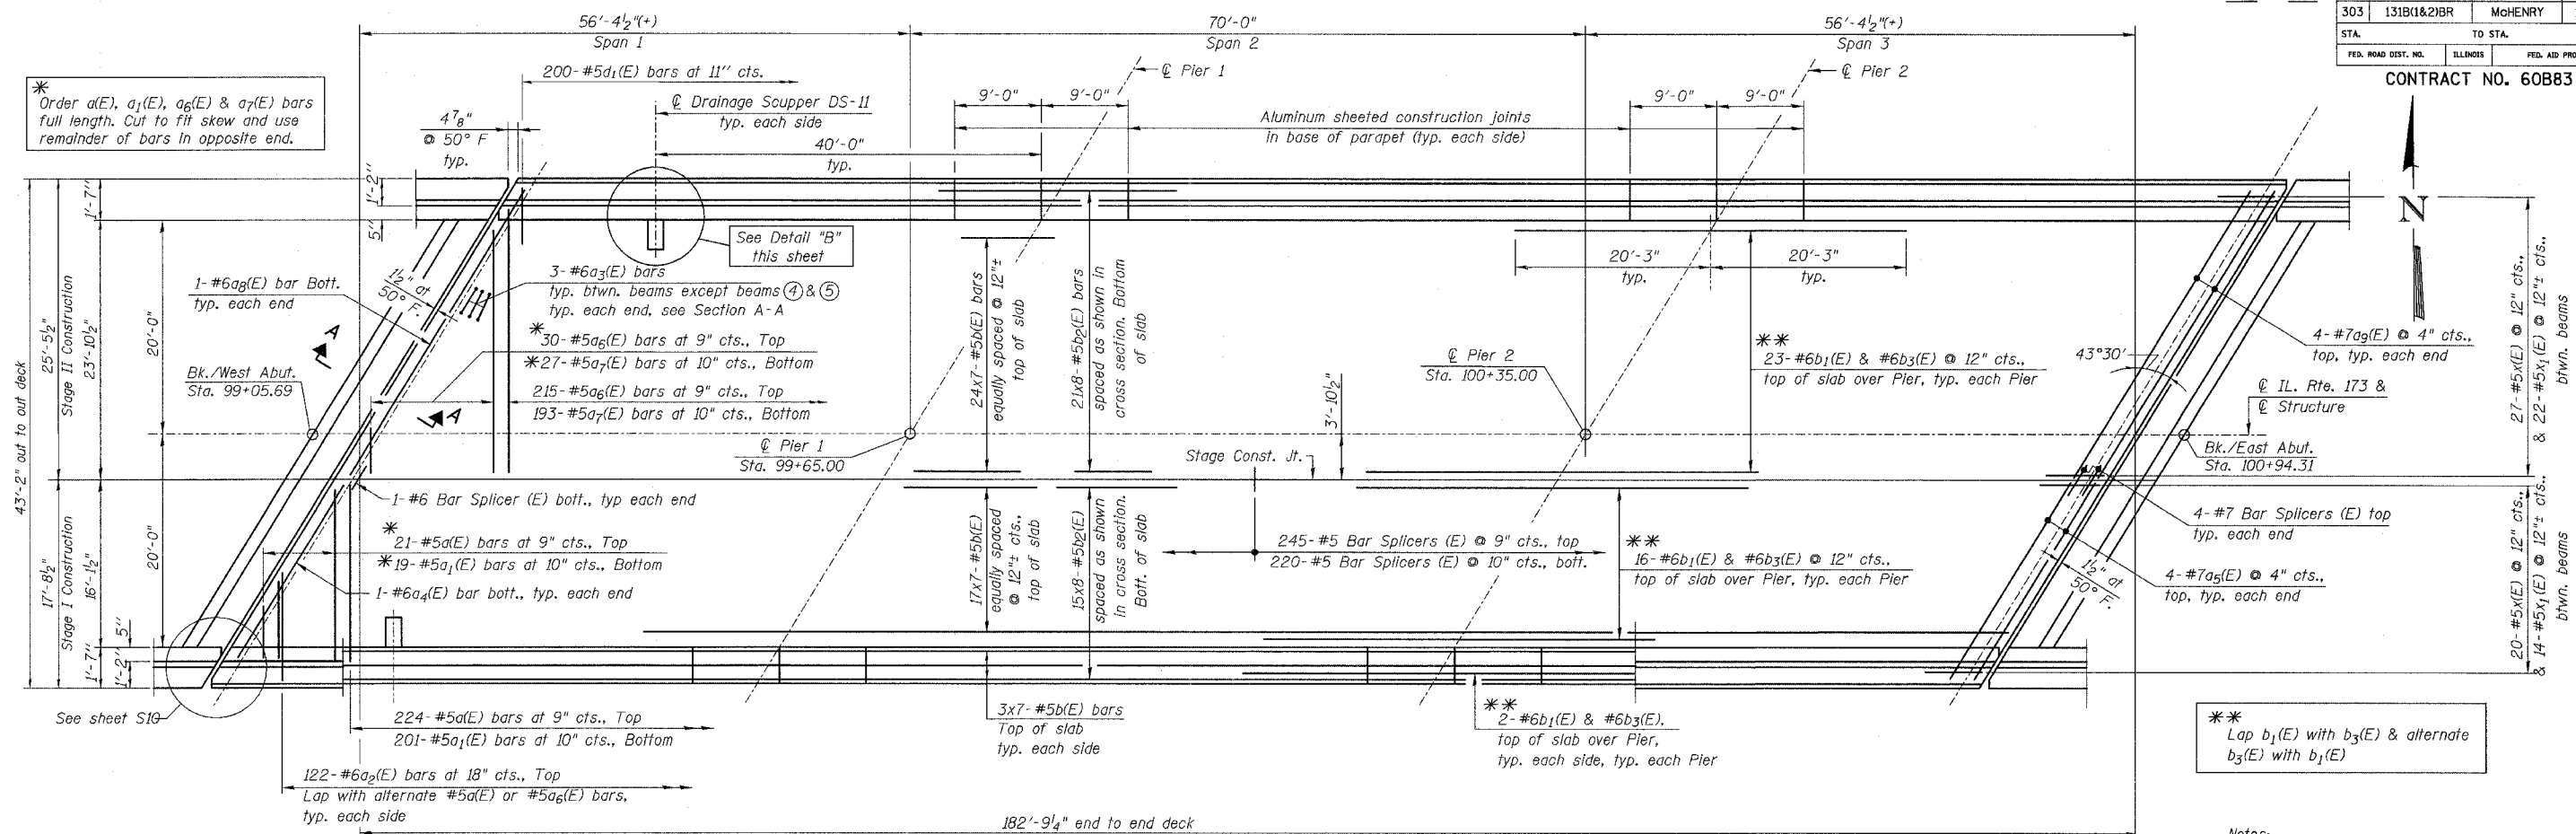 303 131B(1&2)BR McHENRY
STA. TO STA.
FED. ROAD DIST. NO. ILLINOIS FED. AID PRO
CONTRACT NO. 60B83
56'-4½"(+)
Span 1
70'-0"
Span 2
56'-4½"(+)
Span 3
*
Order a(E), a1(E), a6(E) & a7(E) bars
full length. Cut to fit skew and use
remainder of bars in opposite end.
200-#5d1(E) bars at 11" cts.
℄ Pier 1
℄ Pier 2
4⅞"
@ 50° F
typ.
℄ Drainage Scupper DS-11
typ. each side
40'-0"
typ.
9'-0"
9'-0"
Aluminum sheeted construction joints
in base of parapet (typ. each side)
9'-0"
9'-0"
N
43'-2" out to out deck
25'-5½"
Stage II Construction
23'-10½"
1'-7"
1'-2"
5"
20'-0"
See Detail "B"
this sheet
1-#6a8(E) bar Bott.
typ. each end
1½" at
50° F.
3-#6a3(E) bars
typ. btwn. beams except beams ④ & ⑤
typ. each end, see Section A-A
*30-#5a6(E) bars at 9" cts., Top
*27-#5a7(E) bars at 10" cts., Bottom
215-#5a6(E) bars at 9" cts., Top
193-#5a7(E) bars at 10" cts., Bottom
A
A
Bk./West Abut.
Sta. 99+05.69
℄ Pier 1
Sta. 99+65.00
24x7-#5b(E) bars
equally spaced @ 12"±
top of slab
21x8-#5b2(E) bars
spaced as shown in
cross section. Bottom
of slab
20'-3"
typ.
20'-3"
typ.
℄ Pier 2
Sta. 100+35.00
3'-10½"
Stage Const. Jt.
**
23-#6b1(E) & #6b3(E) @ 12" cts.,
top of slab over Pier, typ. each Pier
43°30'
4-#7a9(E) @ 4" cts.,
top, typ. each end
℄ IL. Rte. 173 &
℄ Structure
Bk./East Abut.
Sta. 100+94.31
27-#5x(E) @ 12" cts.,
& 22-#5x1(E) @ 12"± cts.,
btwn. beams
17'-8½"
Stage I Construction
16'-1½"
20'-0"
5"
1'-7"
1'-2"
1-#6 Bar Splicer (E) bott., typ each end
*
21-#5a(E) bars at 9" cts., Top
*19-#5a1(E) bars at 10" cts., Bottom
1-#6a4(E) bar bott., typ. each end
17x7-#5b(E)
equally spaced
@ 12"± cts.,
top of slab
15x8-#5b2(E)
spaced as shown
in cross section.
Bott. of slab
245-#5 Bar Splicers (E) @ 9" cts., top
220-#5 Bar Splicers (E) @ 10" cts., bott.
**
16-#6b1(E) & #6b3(E) @ 12" cts.,
top of slab over Pier, typ. each Pier
4-#7 Bar Splicers (E) top
typ. each end
1½" at
50° F.
4-#7a5(E) @ 4" cts.,
top, typ. each end
20-#5x(E) @ 12" cts.,
& 14-#5x1(E) @ 12"± cts.,
btwn. beams
See sheet S10
224-#5a(E) bars at 9" cts., Top
201-#5a1(E) bars at 10" cts., Bottom
3x7-#5b(E) bars
Top of slab
typ. each side
**
2-#6b1(E) & #6b3(E),
top of slab over Pier,
typ. each side, typ. each Pier
**
Lap b1(E) with b3(E) & alternate
b3(E) with b1(E)
122-#6a2(E) bars at 18" cts., Top
Lap with alternate #5a(E) or #5a6(E) bars,
typ. each side
182'-9¼" end to end deck
Notes: